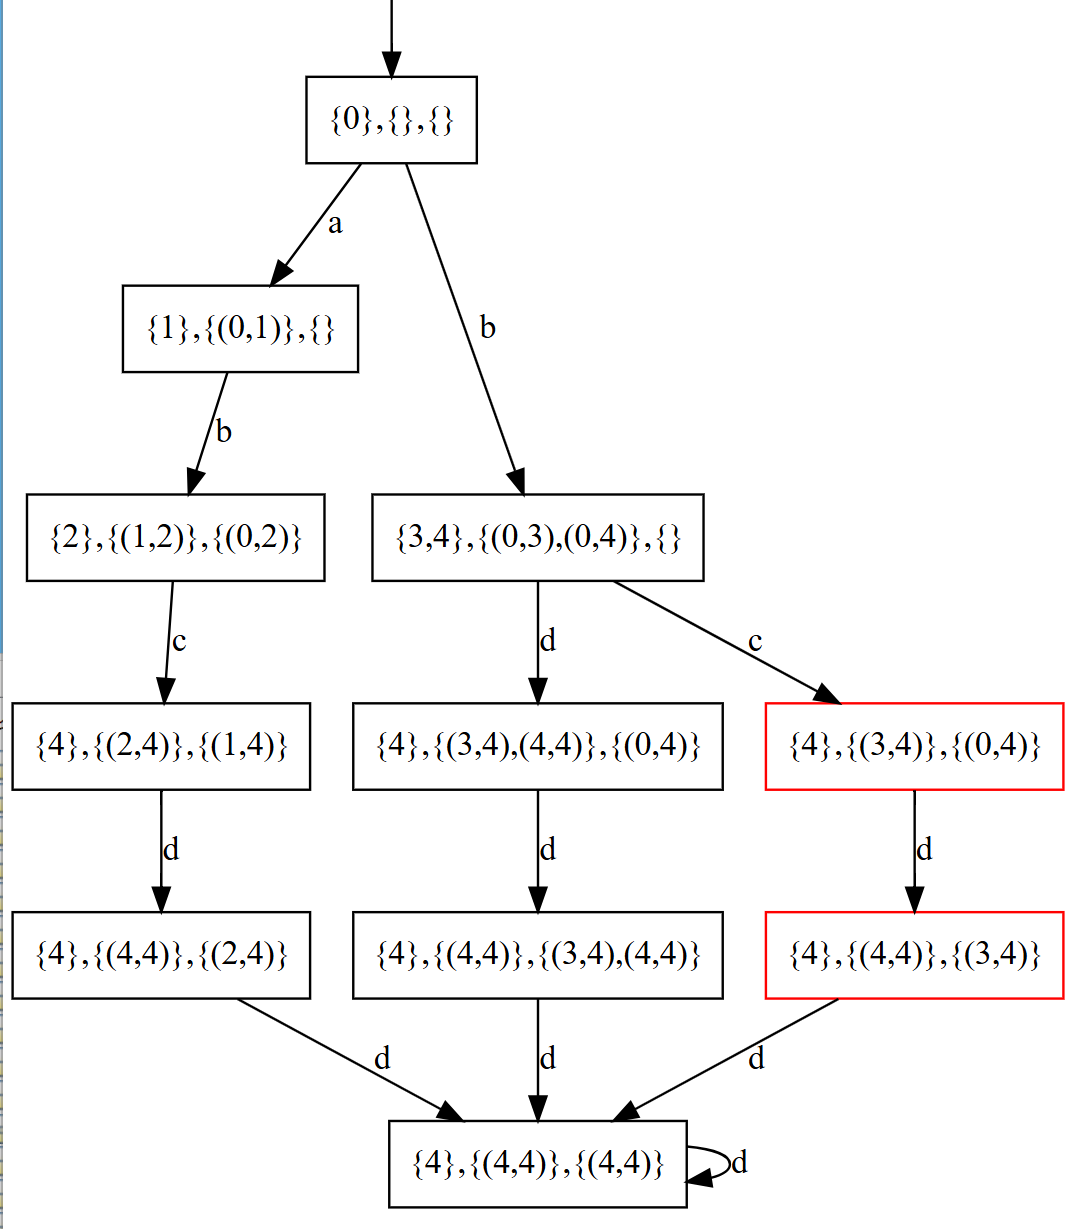 {0},{},{}
a
{1},{(0,1)},{}
b
b
{2},{(1,2)},{(0,2)}
{3,4},{(0,3),(0,4)},{}
c
d
c
{4},{(2,4)},{(1,4)}
{4},{(3,4),(4,4)},{(0,4)}
{4},{(3,4)},{(0,4)}
d
d
d
{4},{(4,4)},{(2,4)}
{4},{(4,4)},{(3,4),(4,4)}
{4},{(4,4)},{(3,4)}
d
d
d
{4},{(4,4)},{(4,4)}
d